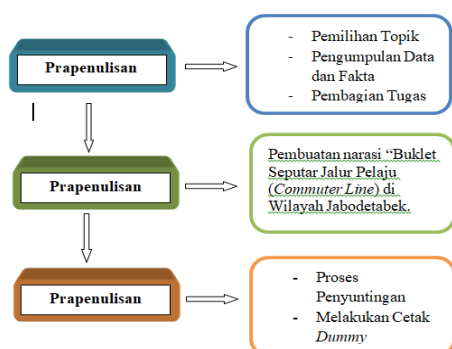 Prapenulisan
- Pemilihan Topik
- Pengumpulan Data
dan Fakta
- Pembagian Tugas
Prapenulisan
Pembuatan narasi “Buklet
Seputar Jalur Pelaju
(Commuter Line) di
Wilayah Jabodetabek.
Prapenulisan
- Proses
Penyuntingan
- Melakukan Cetak
Dummy